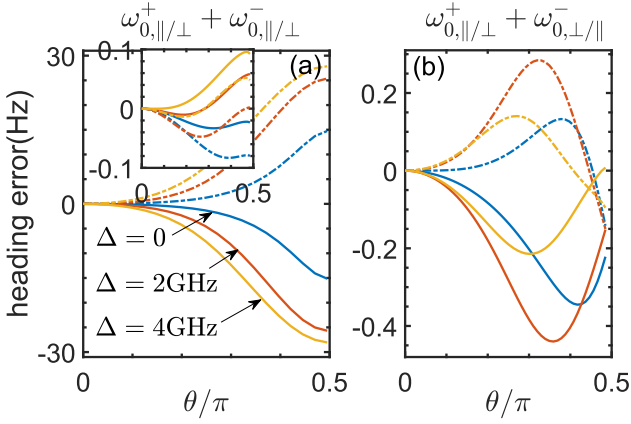 ω⁺0,∥/⊥ + ω⁻0,∥/⊥
ω⁺0,∥/⊥ + ω⁻0,⊥/∥
heading error(Hz)
30
0
-30
0.1
0
-0.1
0
0.5
(a)
Δ = 0
Δ = 2GHz
Δ = 4GHz
0
0.5
θ/π
(b)
0.2
0
-0.2
-0.4
0
0.5
θ/π